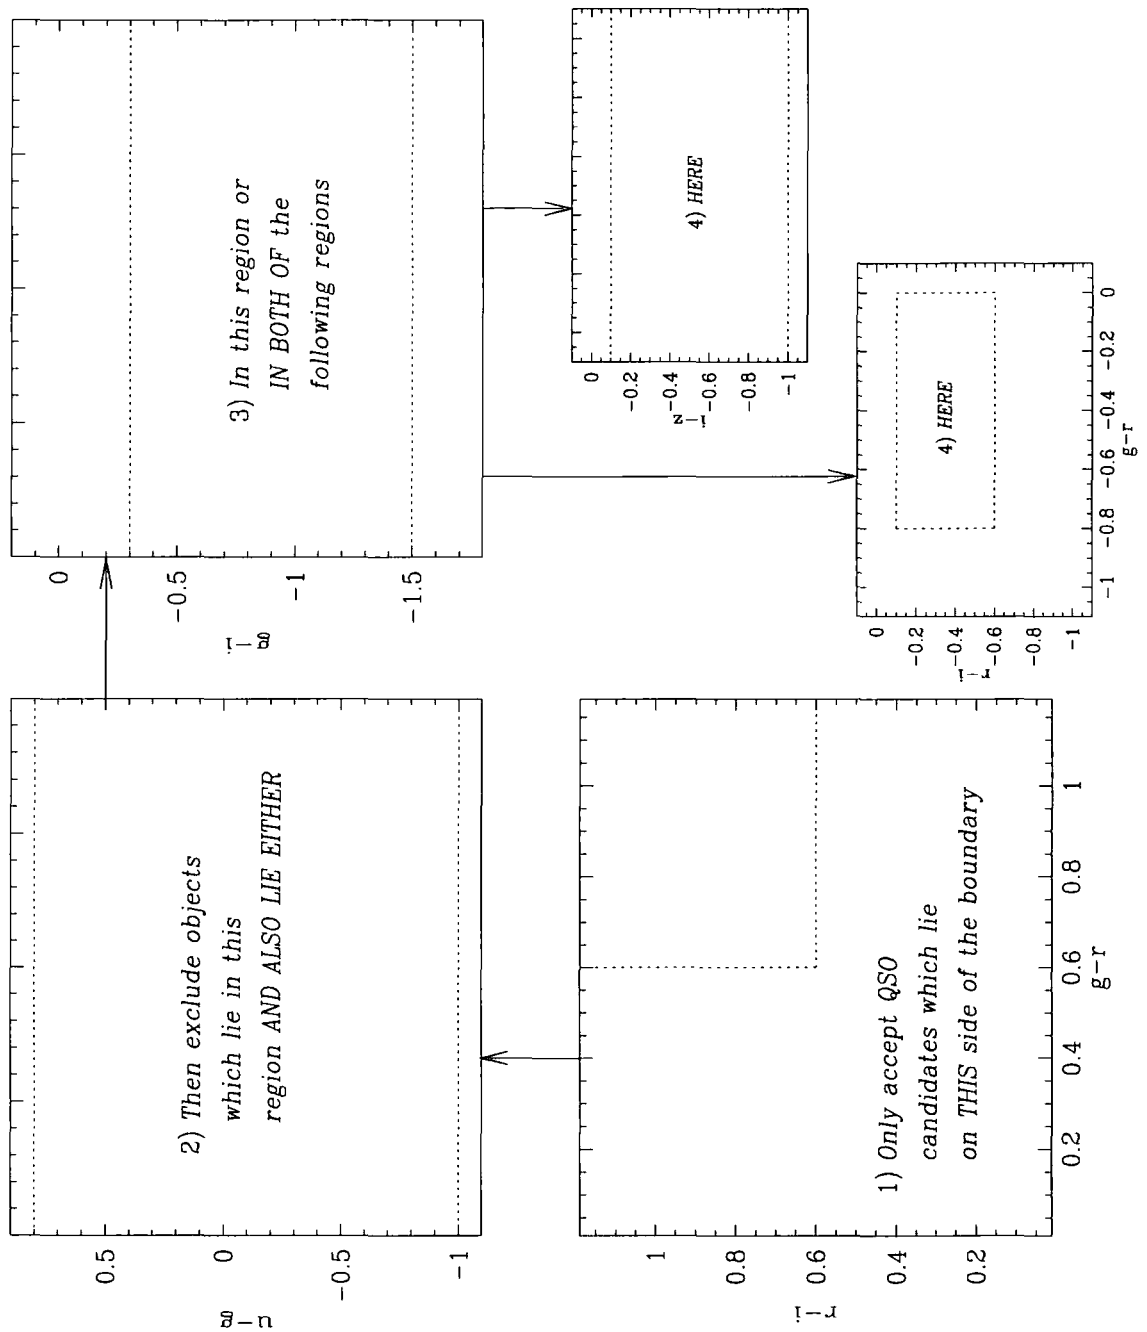 u-g
0.5
0
-0.5
-1
2) Then exclude objects
which lie in this
region AND ALSO LIE EITHER
g-i
0
-0.5
-1
-1.5
3) In this region or
IN BOTH OF the
following regions
r-i
1
0.8
0.6
0.4
0.2
1) Only accept QSO
candidates which lie
on THIS side of the boundary
0.2 0.4 0.6 0.8 1
g-r
i-z
0
-0.2
-0.4
-0.6
-0.8
-1
4) HERE
r-i
0
-0.2
-0.4
-0.6
-0.8
-1
4) HERE
-1 -0.8 -0.6 -0.4 -0.2 0
g-r